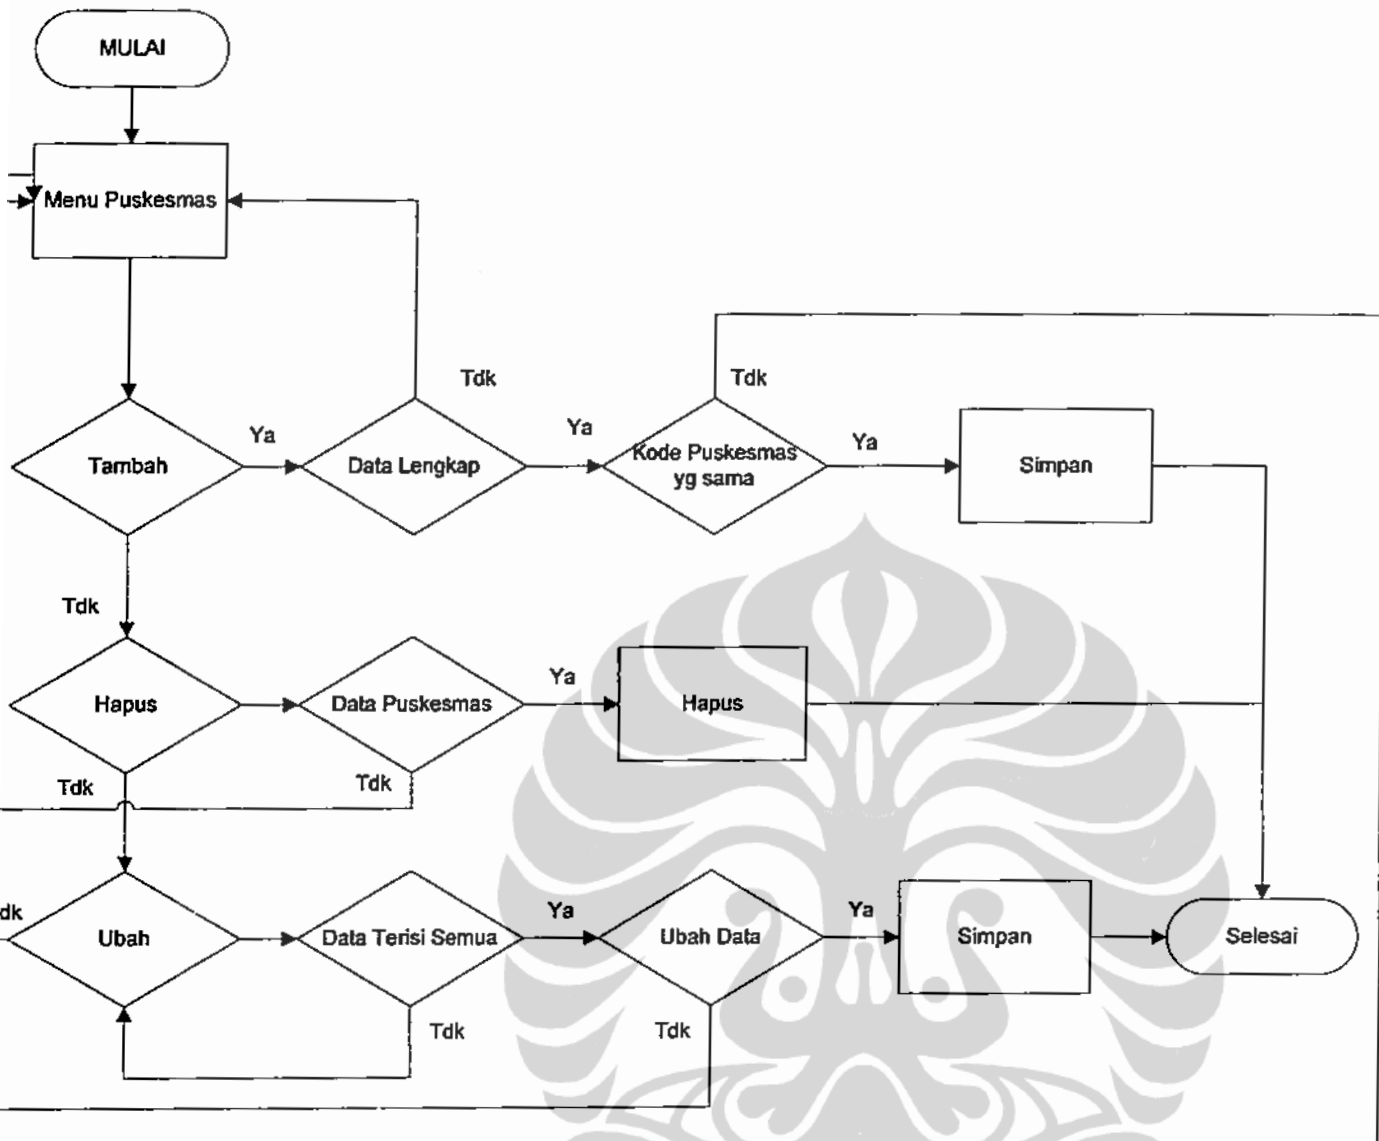 MULAI
Menu Puskesmas
Tdk
Tdk
Ya
Ya
Ya
Tambah
Data Lengkap
Kode Puskesmas
yg sama
Simpan
Tdk
Ya
Hapus
Data Puskesmas
Hapus
Tdk
Tdk
dk
Ya
Ya
Ubah
Data Terisi Semua
Ubah Data
Simpan
Selesai
Tdk
Tdk